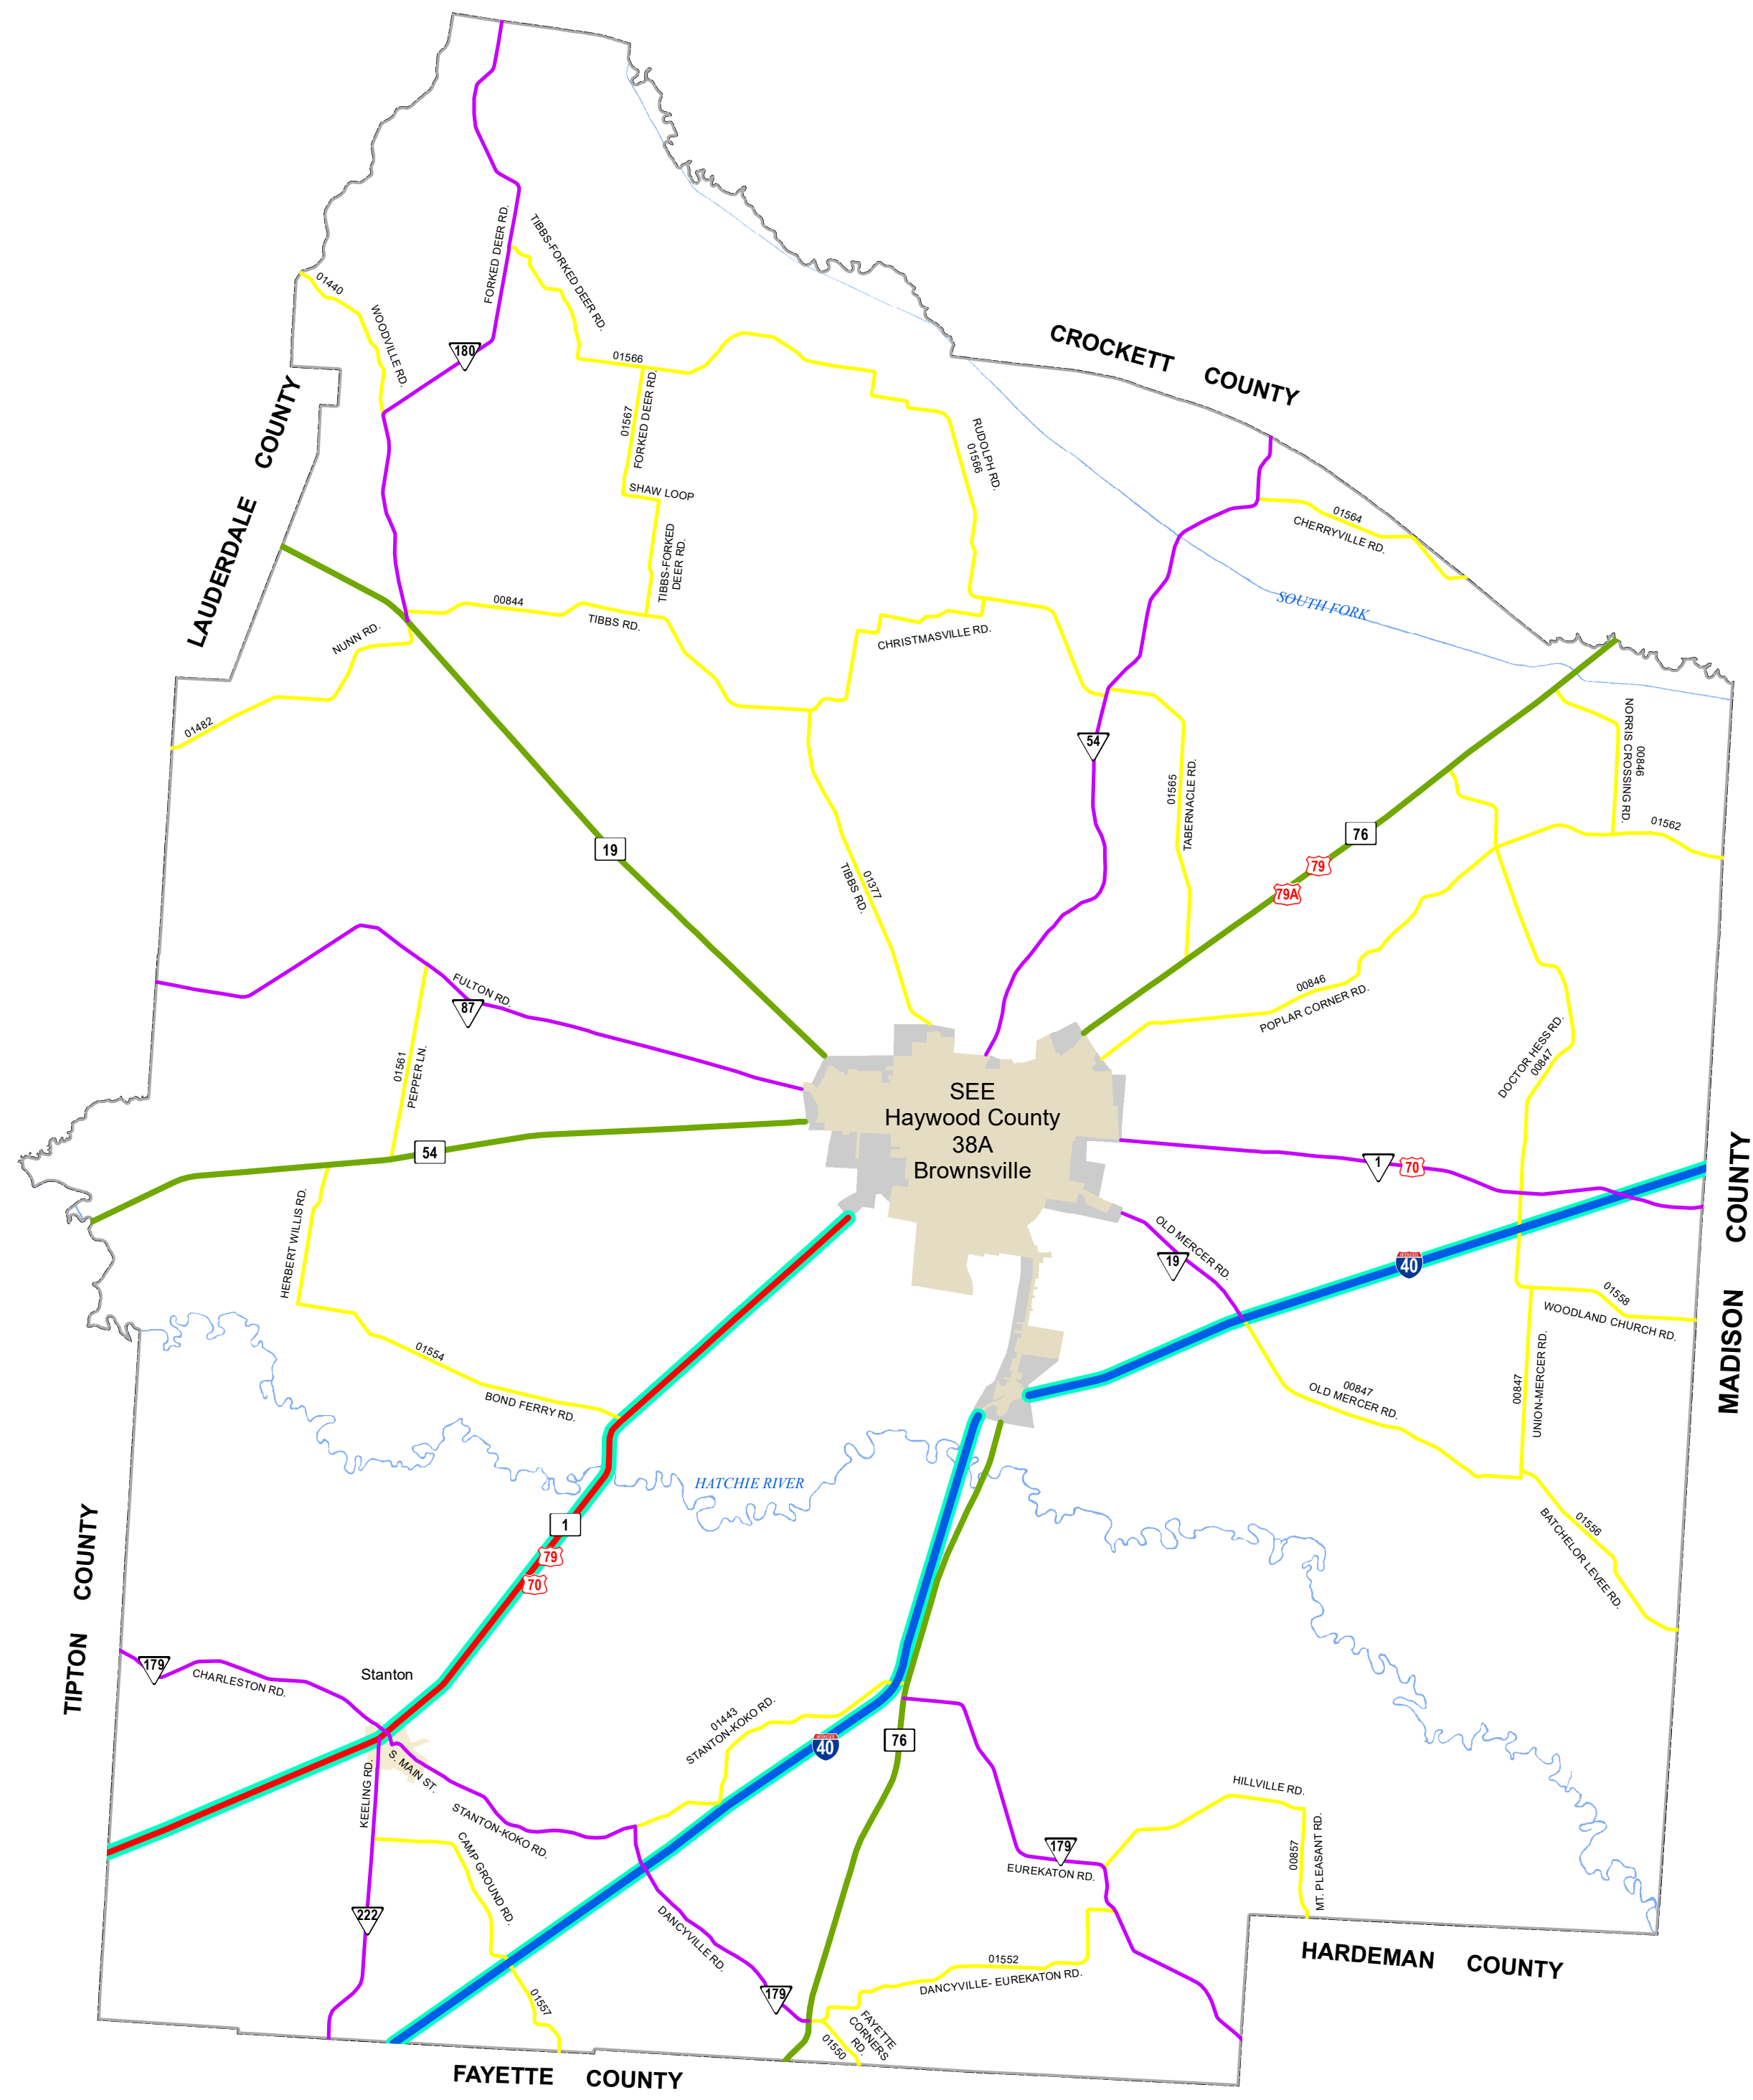 TIBBS-FORKED DEER RD.
FORKED DEER RD.
01440
WOODVILLE RD.
180
01566
CROCKETT COUNTY
LAUDERDALE COUNTY
01567
FORKED DEER RD.
RUDOLPH RD.
01566
SHAW LOOP
01564
CHERRYVILLE RD.
TIBBS-FORKED
DEER RD.
00844
TIBBS RD.
SOUTH FORK
NUNN RD.
CHRISTMASVILLE RD.
01482
54
NORRIS CROSSING RD.
00846
01565
TABERNACLE RD.
19
76
01562
79
79A
01377
TIBBS RD.
FULTON RD.
87
00846
POPLAR CORNER RD.
01561
PEPPER LN.
DOCTOR HESS RD.
00847
SEE
Haywood County
38A
Brownsville
54
1
70
MADISON COUNTY
HERBERT WILLIS RD.
OLD MERCER RD.
19
40
01558
WOODLAND CHURCH RD.
01554
BOND FERRY RD.
00847
OLD MERCER RD.
00847
UNION-MERCER RD.
HATCHIE RIVER
1
79
70
01556
BATCHELOR LEVEE RD.
TIPTON COUNTY
179
CHARLESTON RD.
Stanton
01443
STANTON-KOKO RD.
40
76
S. MAIN ST.
KEELING RD.
STANTON-KOKO RD.
HILLVILLE RD.
00857
MT. PLEASANT RD.
179
EUREKATON RD.
CAMP GROUND RD.
222
DANCYVILLE RD.
179
01552
DANCYVILLE- EUREKATON RD.
HARDEMAN COUNTY
01557
FAYETTE
CORNERS
RD.
01550
FAYETTE COUNTY